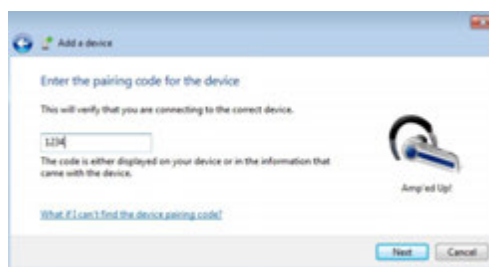 Add a device
Enter the pairing code for the device
This will verify that you are connecting to the correct device.
1234
The code is either displayed on your device or in the information that
came with the device.
Amp'ed Up!
What if I can't find the device pairing code?
Next Cancel